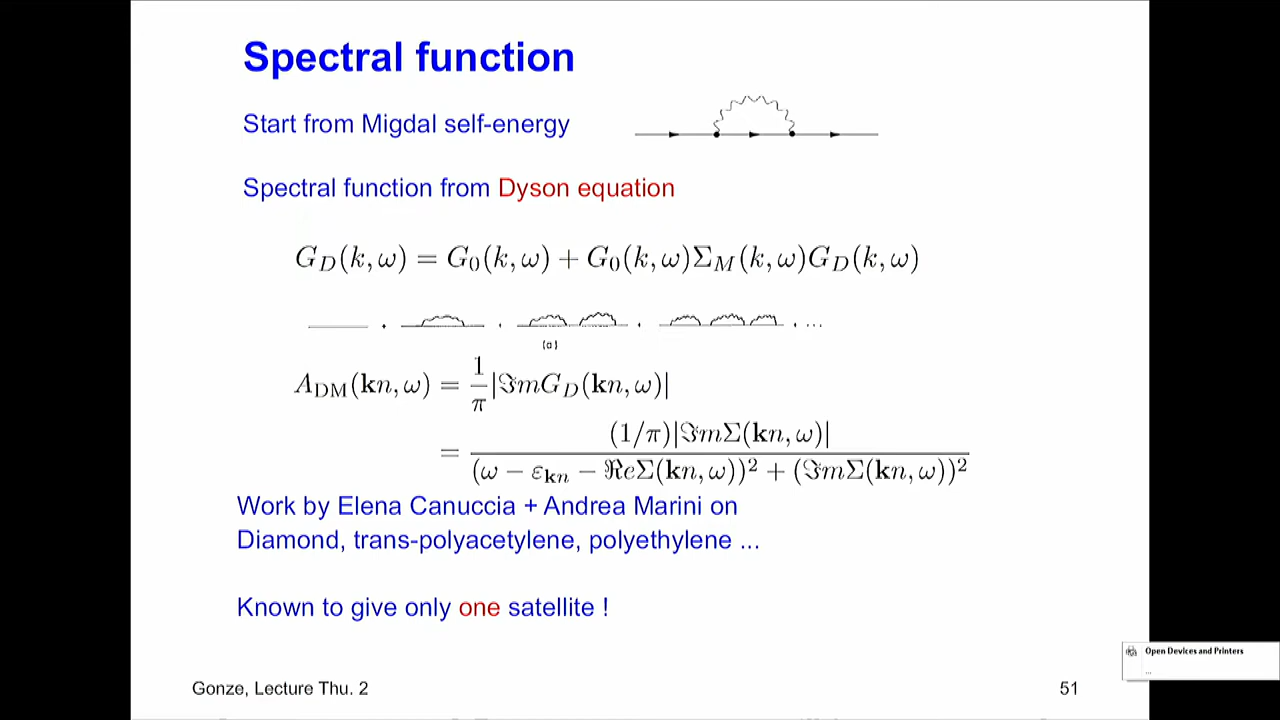 Spectral function
Start from Migdal self-energy
Spectral function from Dyson equation
G_D(k, ω) = G_0(k, ω) + G_0(k, ω)Σ_M(k, ω)G_D(k, ω)
(a)
A_DM(kn, ω) = 1/π |ℑmG_D(kn, ω)|
= (1/π)|ℑmΣ(kn, ω)| / (ω − ε_kn − ℜeΣ(kn, ω))² + (ℑmΣ(kn, ω))²
Work by Elena Canuccia + Andrea Marini on
Diamond, trans-polyacetylene, polyethylene ...
Known to give only one satellite !
Open Devices and Printers
...
Gonze, Lecture Thu. 2
51